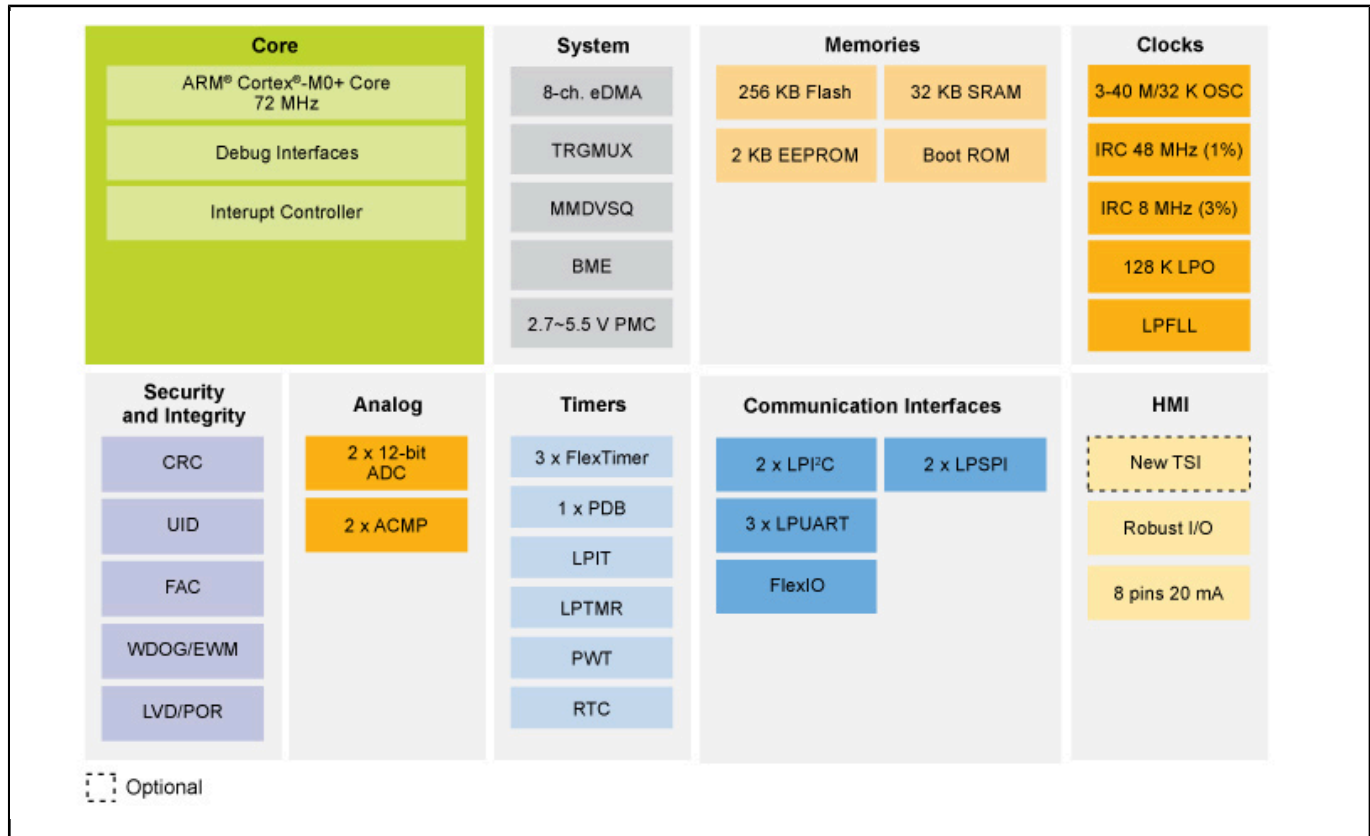 Core
ARM® Cortex®-M0+ Core
72 MHz
Debug Interfaces
Interupt Controller
System
8-ch. eDMA
TRGMUX
MMDVSQ
BME
2.7~5.5 V PMC
Memories
256 KB Flash
32 KB SRAM
2 KB EEPROM
Boot ROM
Clocks
3-40 M/32 K OSC
IRC 48 MHz (1%)
IRC 8 MHz (3%)
128 K LPO
LPFLL
Security
and Integrity
CRC
UID
FAC
WDOG/EWM
LVD/POR
Analog
2 x 12-bit
ADC
2 x ACMP
Timers
3 x FlexTimer
1 x PDB
LPIT
LPTMR
PWT
RTC
Communication Interfaces
2 x LPI²C
2 x LPSPI
3 x LPUART
FlexIO
HMI
New TSI
Robust I/O
8 pins 20 mA
Optional